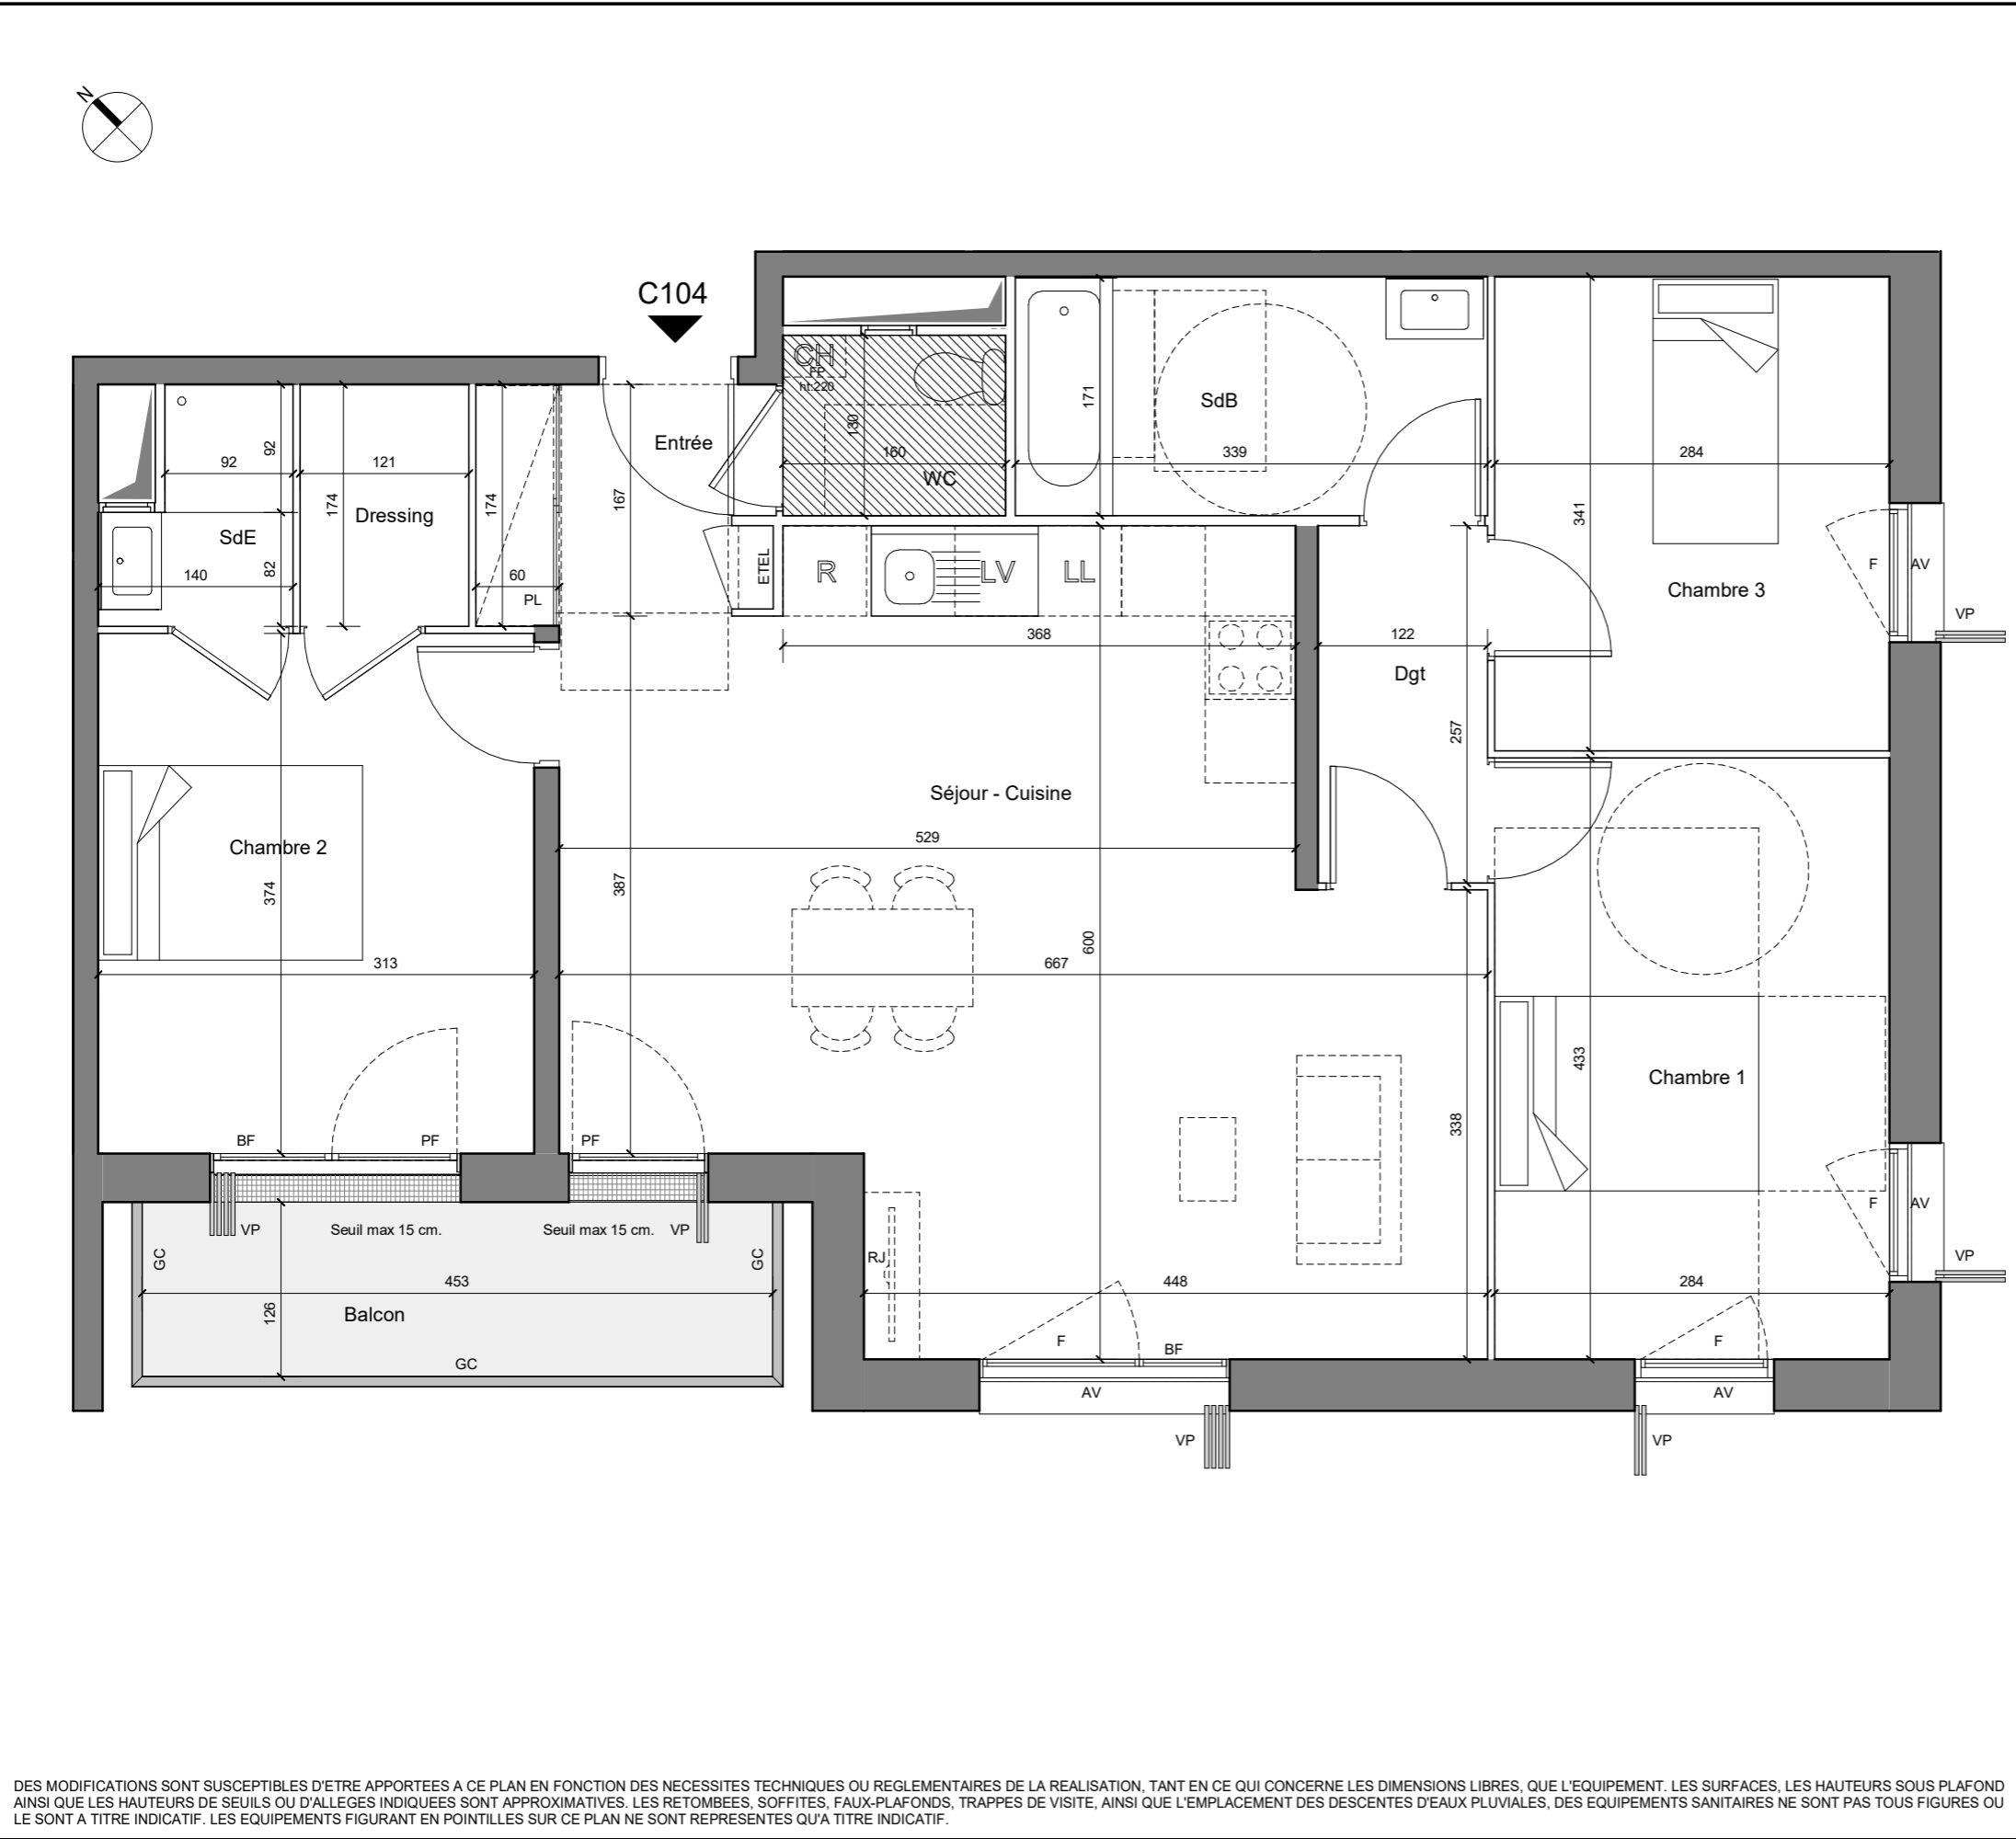 N
C104
CH
FP
ht:220
Entrée
130
160
WC
171
SdB
339
284
341
92
92
121
174
174
167
Dressing
SdE
82
140
60
PL
ETEL
R
LV
LL
368
122
Dgt
257
F
AV
VP
Chambre 3
Séjour - Cuisine
529
Chambre 2
374
387
313
667
600
433
Chambre 1
338
BF
PF
PF
F
AV
VP
VP
Seuil max 15 cm.
Seuil max 15 cm.
VP
GC
GC
453
126
Balcon
GC
RJ
448
284
F
BF
F
AV
AV
VP
VP
DES MODIFICATIONS SONT SUSCEPTIBLES D'ETRE APPORTEES A CE PLAN EN FONCTION DES NECESSITES TECHNIQUES OU REGLEMENTAIRES DE LA REALISATION, TANT EN CE QUI CONCERNE LES DIMENSIONS LIBRES, QUE L'EQUIPEMENT. LES SURFACES, LES HAUTEURS SOUS PLAFOND
AINSI QUE LES HAUTEURS DE SEUILS OU D'ALLEGES INDIQUEES SONT APPROXIMATIVES. LES RETOMBEES, SOFFITES, FAUX-PLAFONDS, TRAPPES DE VISITE, AINSI QUE L'EMPLACEMENT DES DESCENTES D'EAUX PLUVIALES, DES EQUIPEMENTS SANITAIRES NE SONT PAS TOUS FIGURES OU
LE SONT A TITRE INDICATIF. LES EQUIPEMENTS FIGURANT EN POINTILLES SUR CE PLAN NE SONT REPRESENTES QU'A TITRE INDICATIF.